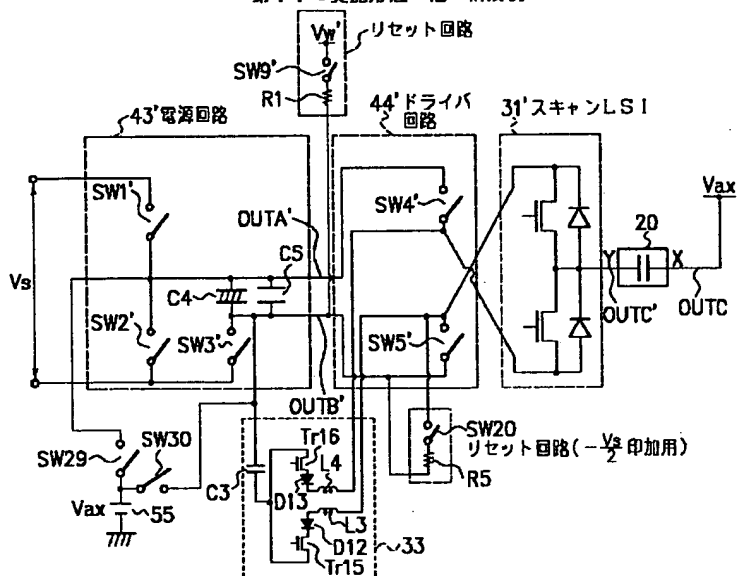 Vw'
リセット回路
SW9'
R1
43'電源回路
44'ドライバ
回路
31'スキャンLSI
SW1'
OUTA'
C5
SW4'
Vax
20
Vs
C4
Y
X
OUTC
OUTC'
SW2'
SW3'
SW5'
OUTB'
SW29
SW30
Tr16
L4
SW20
リセット回路(-Vs/2 印加用)
R5
C3
D13
L3
Vax
55
D12
33
Tr15